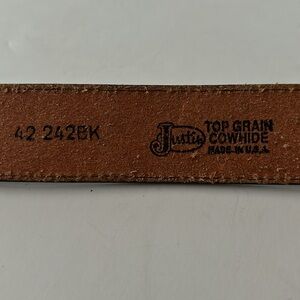 42 242BK
Justin
TOP GRAIN
COWHIDE
MADE IN U.S.A.